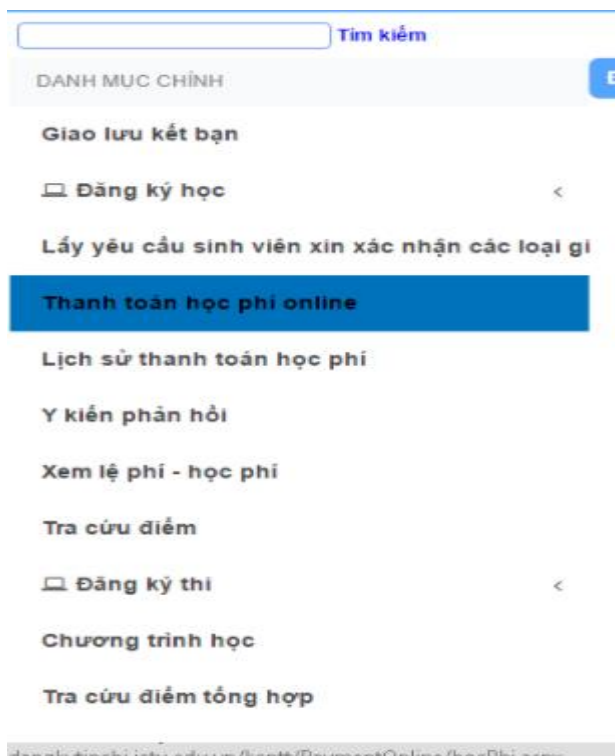 Tìm kiếm
DANH MỤC CHÍNH
Giao lưu kết bạn
Đăng ký học
Lấy yêu cầu sinh viên xin xác nhận các loại gi
Thanh toán học phí online
Lịch sử thanh toán học phí
Ý kiến phản hồi
Xem lệ phí - học phí
Tra cứu điểm
Đăng ký thi
Chương trình học
Tra cứu điểm tổng hợp